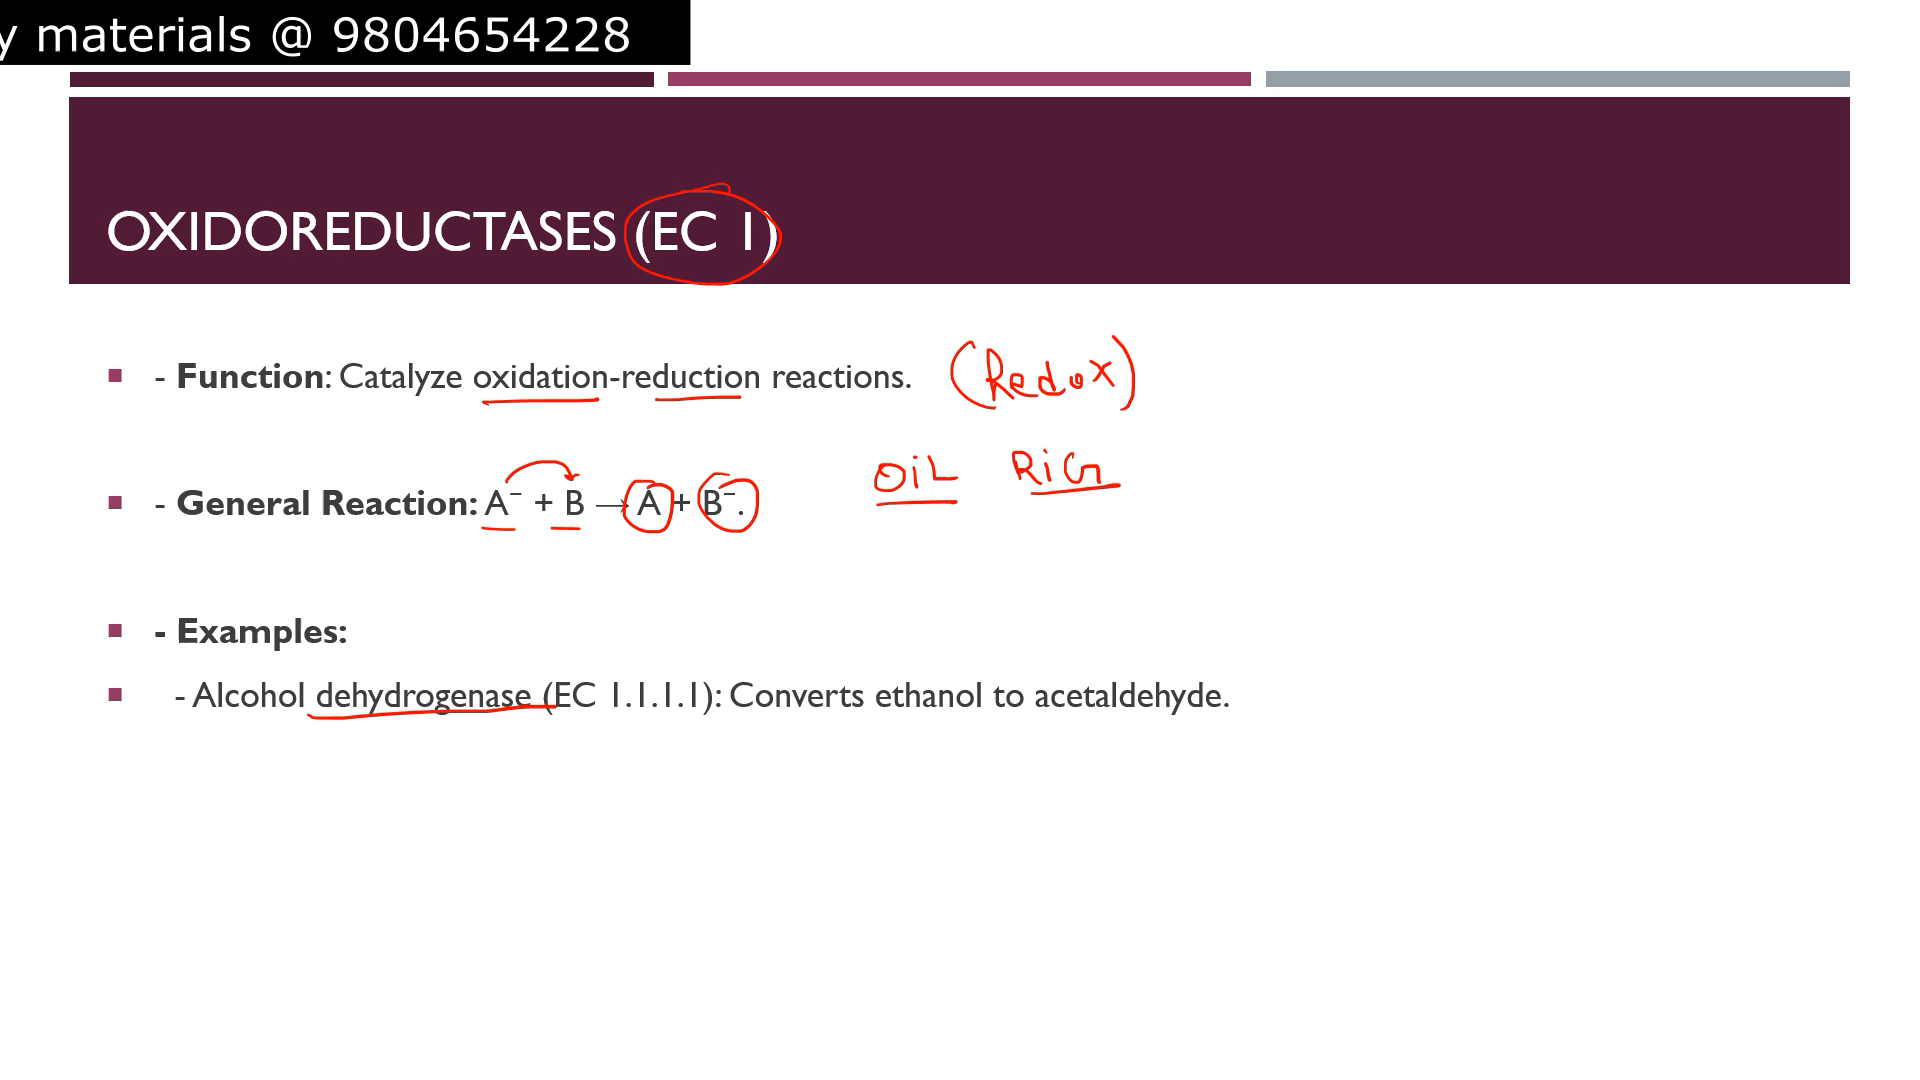 y materials @ 9804654228
OXIDOREDUCTASES (EC 1)
- Function: Catalyze oxidation-reduction reactions. (Redox)
OiL RiG
- General Reaction: A⁻ + B → A + B⁻.
- Examples:
- Alcohol dehydrogenase (EC 1.1.1.1): Converts ethanol to acetaldehyde.